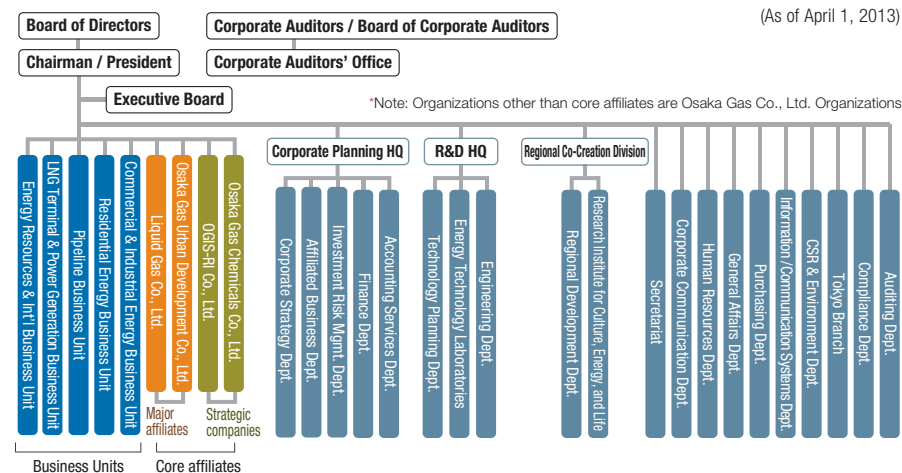 (As of April 1, 2013)
Board of Directors
Corporate Auditors / Board of Corporate Auditors
Chairman / President
Corporate Auditors' Office
Executive Board
*Note: Organizations other than core affiliates are Osaka Gas Co., Ltd. Organizations
Corporate Planning HQ
R&D HQ
Regional Co-Creation Division
Energy Resources & Int'l Business Unit
LNG Terminal & Power Generation Business Unit
Pipeline Business Unit
Residential Energy Business Unit
Commercial & Industrial Energy Business Unit
Liquid Gas Co., Ltd.
Osaka Gas Urban Development Co., Ltd.
OGIS-RI Co., Ltd.
Osaka Gas Chemicals Co., Ltd.
Corporate Strategy Dept.
Affiliated Business Dept.
Investment Risk Mgmt. Dept.
Finance Dept.
Accounting Services Dept.
Technology Planning Dept.
Energy Technology Laboratories
Engineering Dept.
Regional Development Dept.
Research Institute for Culture, Energy, and Life
Secretariat
Corporate Communication Dept.
Human Resources Dept.
General Affairs Dept.
Purchasing Dept.
Information / Communication Systems Dept.
CSR & Environment Dept.
Tokyo Branch
Compliance Dept.
Auditing Dept.
Major
affiliates
Strategic
companies
Business Units
Core affiliates